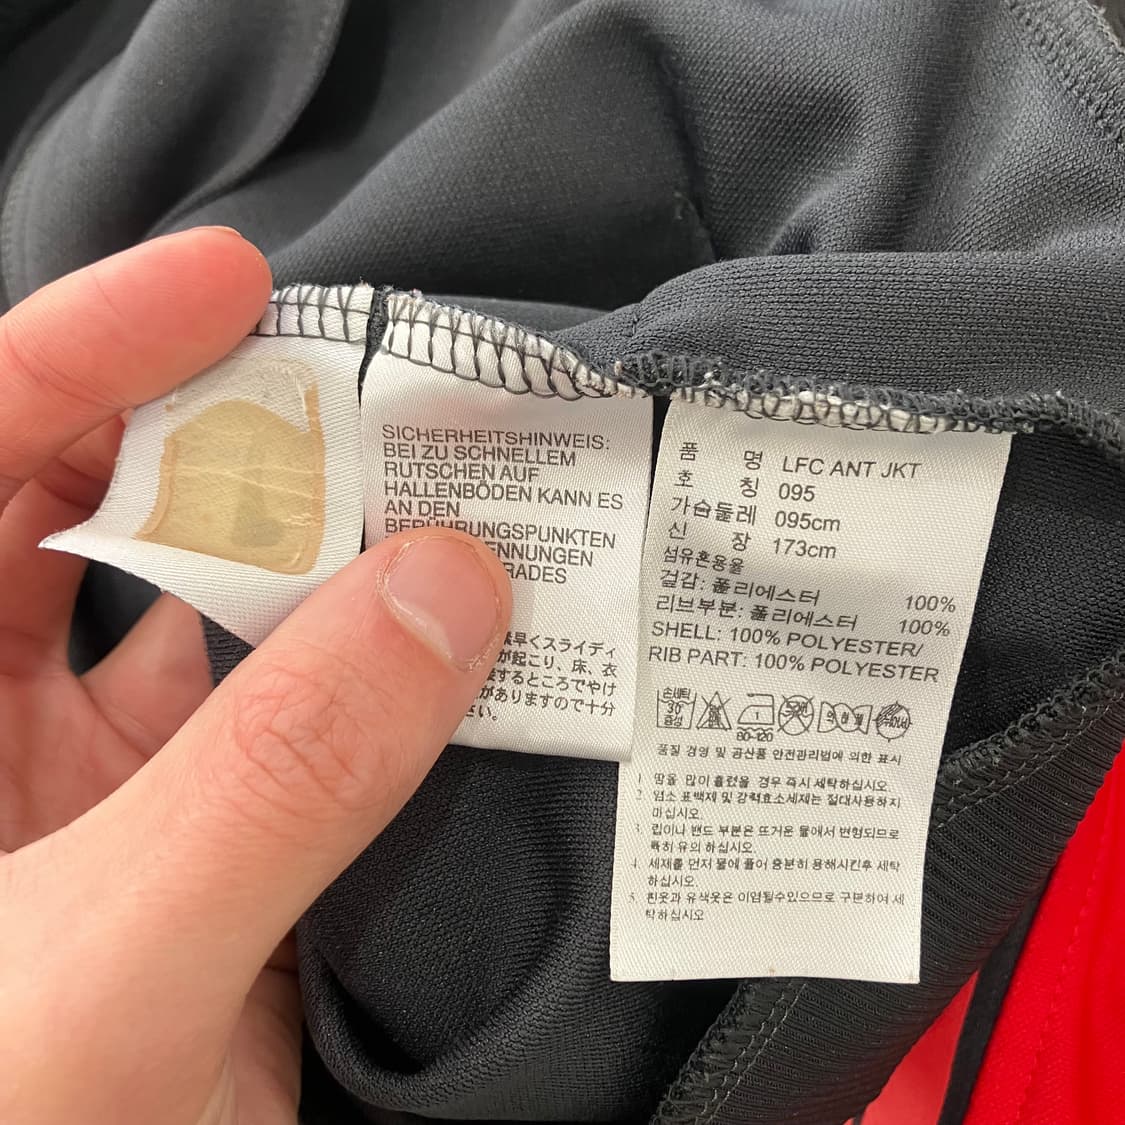 SICHERHEITSHINWEIS:
BEI ZU SCHNELLEM
RUTSCHEN AUF
HALLENBÖDEN KANN ES
AN DEN
BERÜHRUNGSPUNKTEN
ENNUNGEN
RADES
早くスライディ
が起こり、床、衣
するところでやけ
がありますので十分
さい。
품 명 LFC ANT JKT
호 칭 095
가슴둘레 095cm
신 장 173cm
섬유혼용율
겉감: 폴리에스터 100%
리브부분: 폴리에스터 100%
SHELL: 100% POLYESTER/
RIB PART: 100% POLYESTER
손세탁
30
중성
80~120
품질 경영 및 공산품 안전관리법에 의한 표시
1. 땀을 많이 흘렸을 경우 즉시 세탁하십시오.
2. 염소 표백제 및 강력효소세제는 절대사용하지
마십시오.
3. 립이나 밴드 부분은 뜨거운 물에서 변형되므로
특히 유의 하십시오.
4. 세제를 먼저 물에 풀어 충분히 용해시킨후 세탁
하십시오.
5. 흰옷과 유색옷은 이염될수있으므로 구분하여 세
탁하십시오